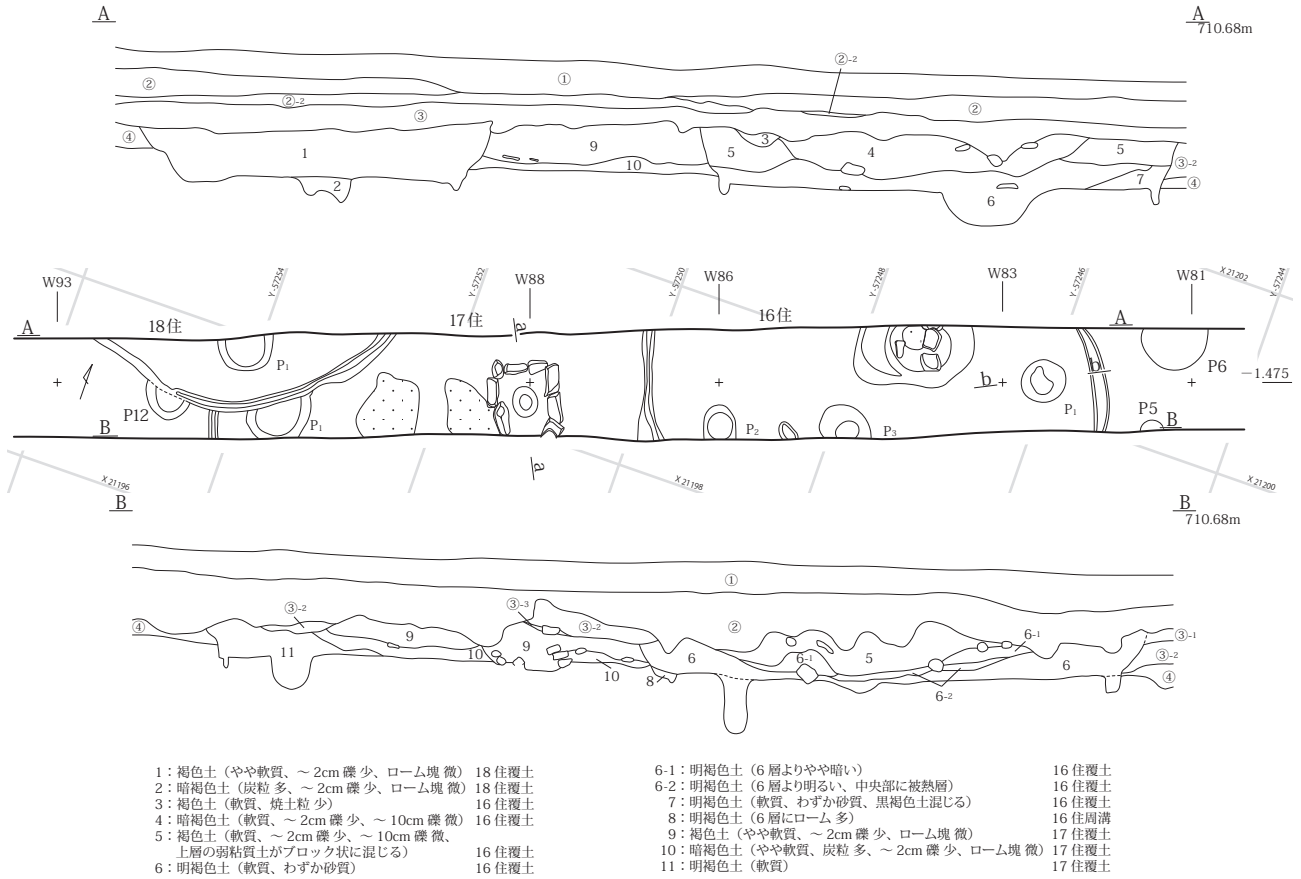 A
A
710.68m
②-2
②
①
②-2
②
③
④
1
9
5
3
4
5
③-2
10
2
7
④
6
W93
Y -57254
Y -57252
W88
Y -57250
W86
Y -57248
W83
Y -57246
W81
X 21202
Y -57244
A
18住
17住
a
16住
A
P1
b
b
P6
－1.475
P12
P1
P2
P3
P1
P5
B
B
a
X 21196
X 21198
X 21200
B
B
710.68m
①
③-2
③-3
④
9
③-2
②
6-1
③-1
11
10
9
6
6-1
5
6
③-2
10
8
6-2
④
1：褐色土（やや軟質、～ 2cm 礫 少、ローム塊 微） 18 住覆土
2：暗褐色土（炭粒 多、～ 2cm 礫 少、ローム塊 微） 18 住覆土
3：褐色土（軟質、焼土粒 少） 16 住覆土
4：暗褐色土（軟質、～ 2cm 礫 少、～ 10cm 礫 微） 16 住覆土
5：褐色土（軟質、～ 2cm 礫 少、～ 10cm 礫 微、
上層の弱粘質土がブロック状に混じる） 16 住覆土
6：明褐色土（軟質、わずか砂質） 16 住覆土
6-1：明褐色土（6 層よりやや暗い） 16 住覆土
6-2：明褐色土（6 層より明るい、中央部に被熱層） 16 住覆土
7：明褐色土（軟質、わずか砂質、黒褐色土混じる） 16 住覆土
8：明褐色土（6 層にローム 多） 16 住周溝
9：褐色土（やや軟質、～ 2cm 礫 少、ローム塊 微） 17 住覆土
10：暗褐色土（やや軟質、炭粒 多、～ 2cm 礫 少、ローム塊 微） 17 住覆土
11：明褐色土（軟質） 17 住覆土